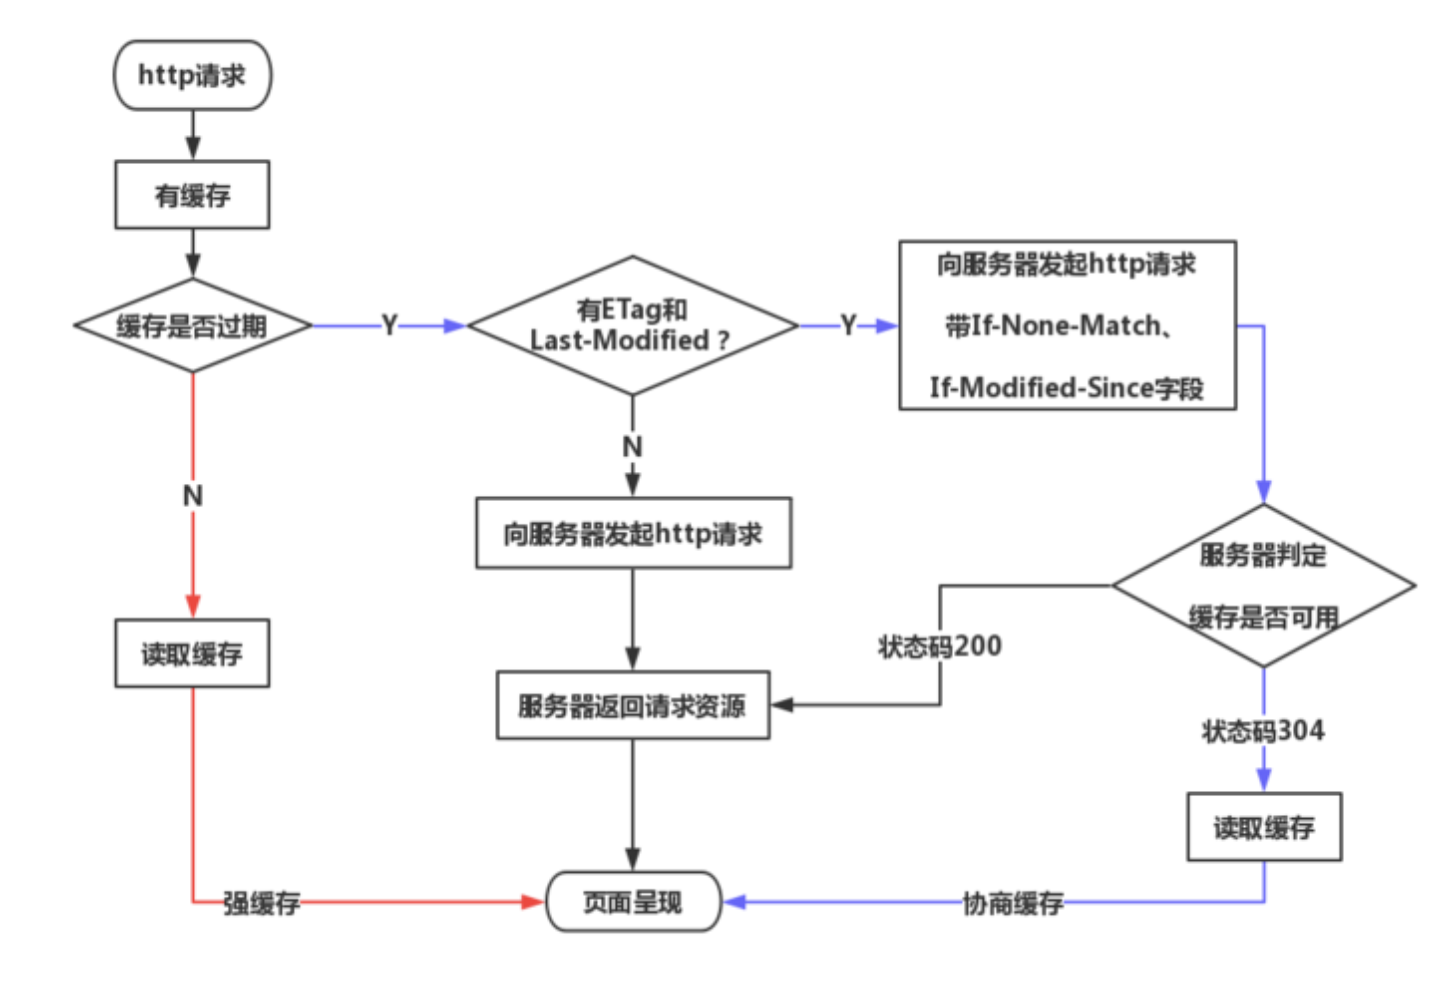 http请求
有缓存
缓存是否过期
Y
有ETag和
Last-Modified ?
Y
向服务器发起http请求
带If-None-Match、
If-Modified-Since字段
N
N
向服务器发起http请求
服务器判定
缓存是否可用
状态码200
读取缓存
服务器返回请求资源
状态码304
读取缓存
强缓存
页面呈现
协商缓存